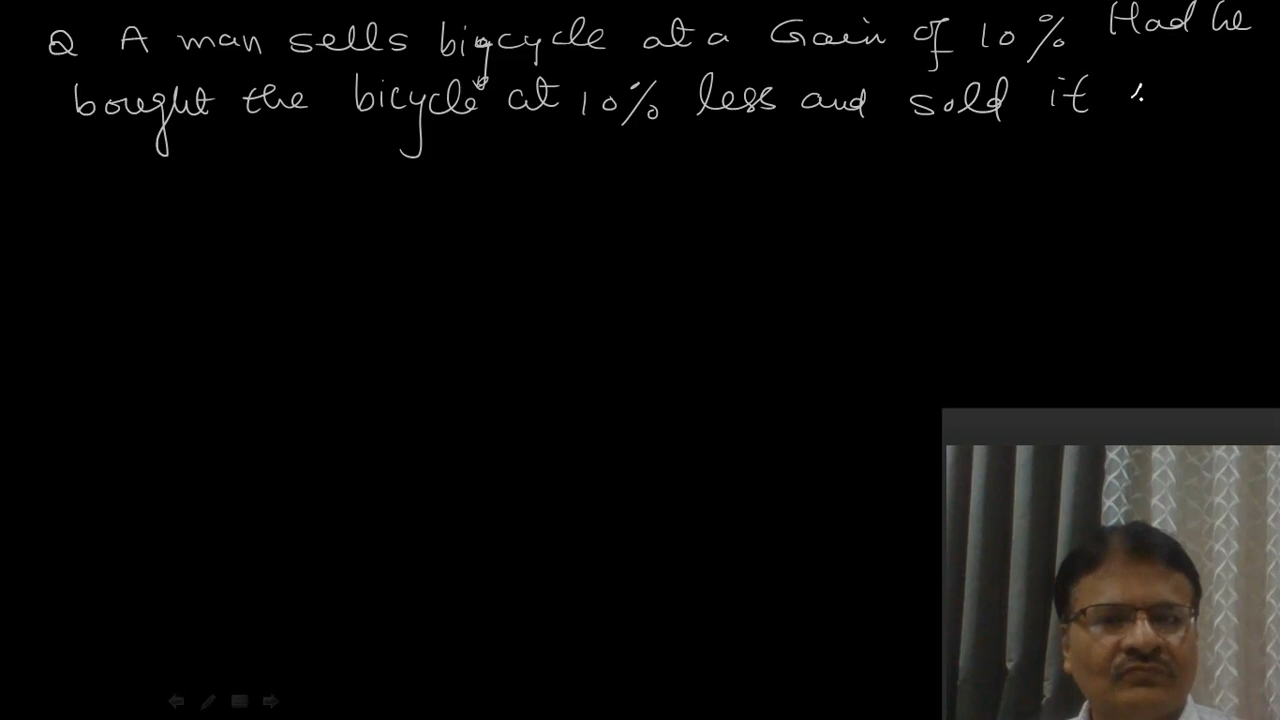 Q A man sells bicycle at a Gain of 10% Had he
bought the bicycle at 10% less and sold it